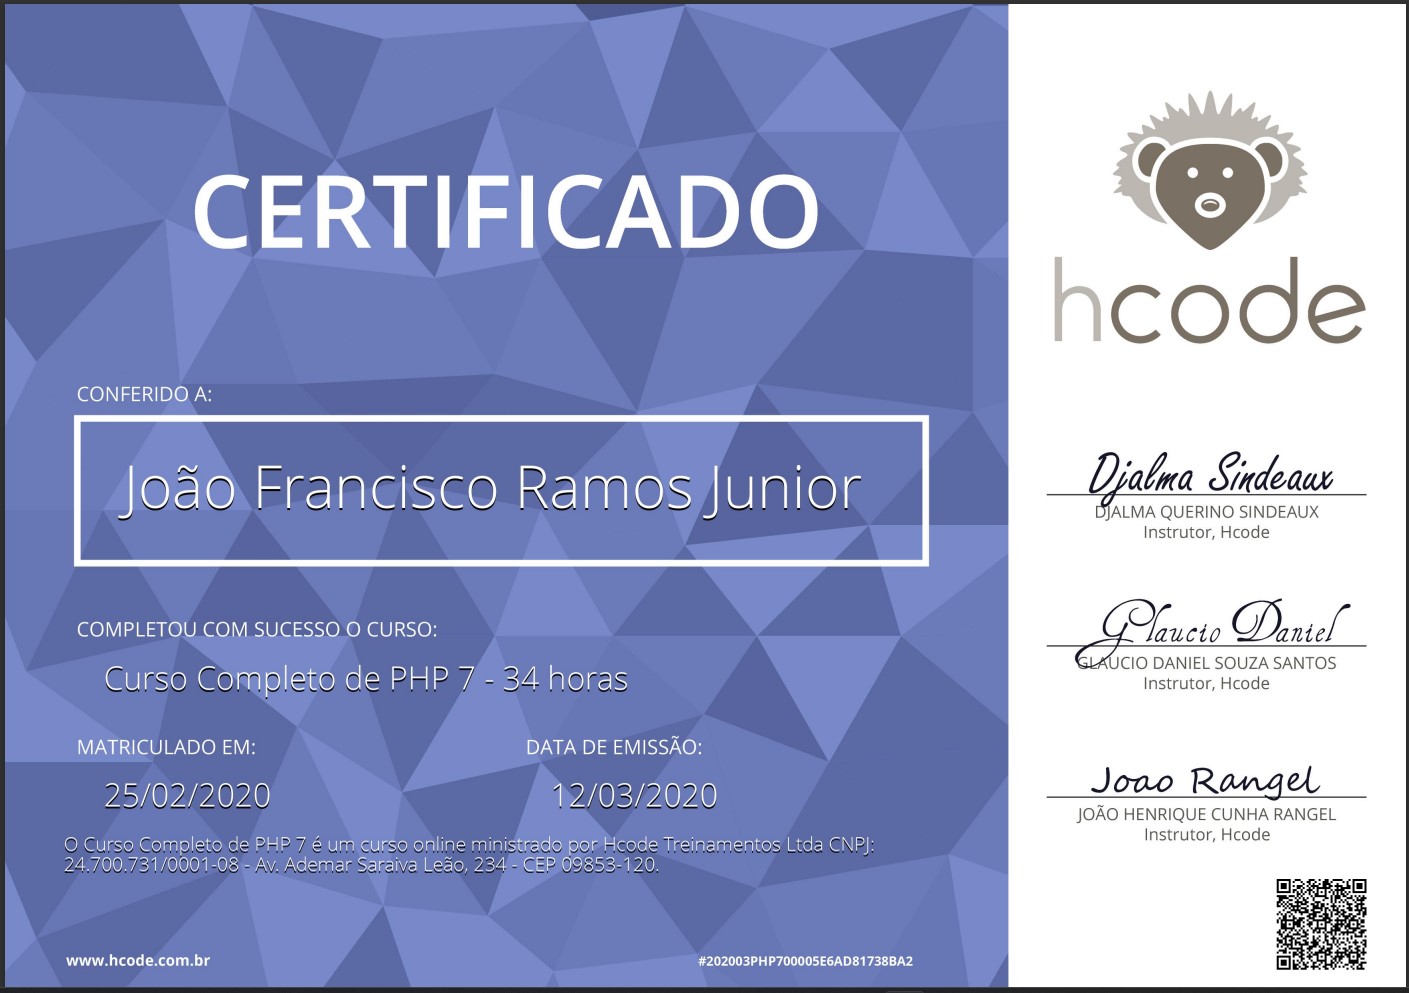 CERTIFICADO
CONFERIDO A:
João Francisco Ramos Junior
COMPLETOU COM SUCESSO O CURSO:
Curso Completo de PHP 7 - 34 horas
MATRICULADO EM:
25/02/2020
DATA DE EMISSÃO:
12/03/2020
O Curso Completo de PHP 7 é um curso online ministrado por Hcode Treinamentos Ltda CNPJ:
24.700.731/0001-08 - Av. Ademar Saraiva Leão, 234 - CEP 09853-120.
www.hcode.com.br
#202003PHP700005E6AD81738BA2
hcode
Djalma Sindeaux
DJALMA QUERINO SINDEAUX
Instrutor, Hcode
Glaucio Daniel
GLAUCIO DANIEL SOUZA SANTOS
Instrutor, Hcode
Joao Rangel
JOÃO HENRIQUE CUNHA RANGEL
Instrutor, Hcode